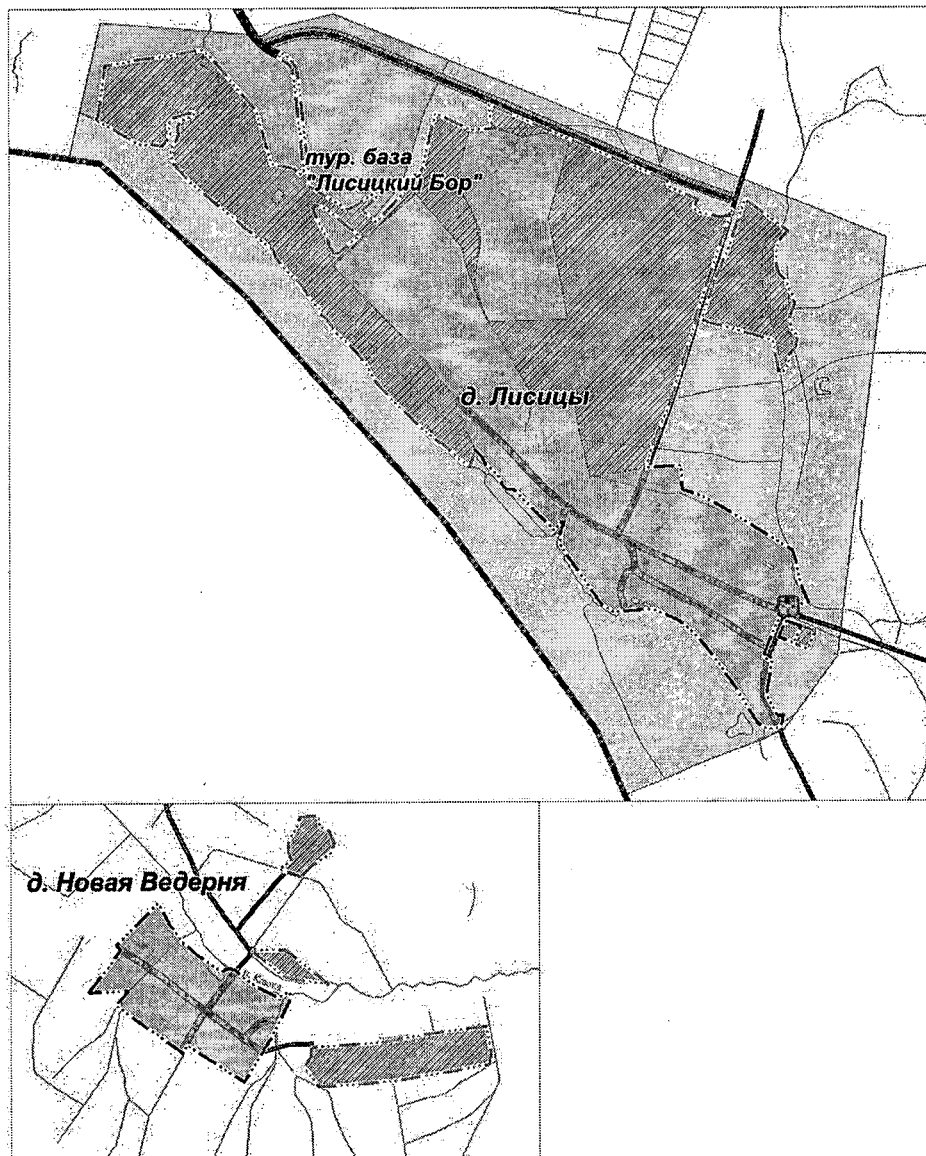 тур. база
"Лисицкий Бор"
д. Лисицы
д. Новая Ведерня